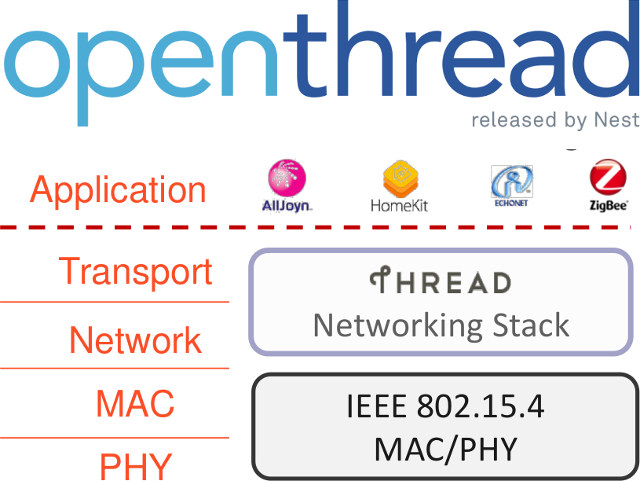 openthread
released by Nest
Application
AllJoyn™
HomeKit
ECHONET
ZigBee®
Transport
THREAD
Networking Stack
Network
MAC
IEEE 802.15.4
MAC/PHY
PHY